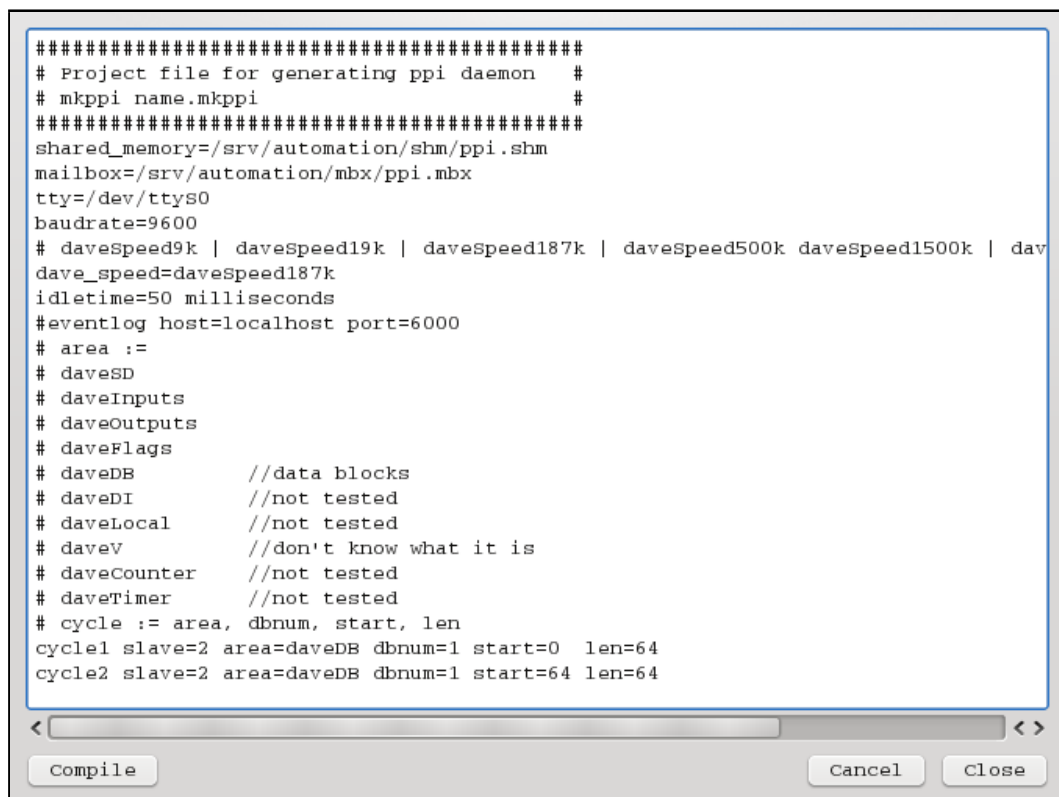 ############################################
# Project file for generating ppi daemon   #
# mkppi name.mkppi                         #
############################################
shared_memory=/srv/automation/shm/ppi.shm
mailbox=/srv/automation/mbx/ppi.mbx
tty=/dev/ttyS0
baudrate=9600
# daveSpeed9k | daveSpeed19k | daveSpeed187k | daveSpeed500k daveSpeed1500k | dav
dave_speed=daveSpeed187k
idletime=50 milliseconds
#eventlog host=localhost port=6000
# area :=
# daveSD
# daveInputs
# daveOutputs
# daveFlags
# daveDB         //data blocks
# daveDI         //not tested
# daveLocal      //not tested
# daveV          //don't know what it is
# daveCounter    //not tested
# daveTimer      //not tested
# cycle := area, dbnum, start, len
cycle1 slave=2 area=daveDB dbnum=1 start=0  len=64
cycle2 slave=2 area=daveDB dbnum=1 start=64 len=64
Compile Cancel Close